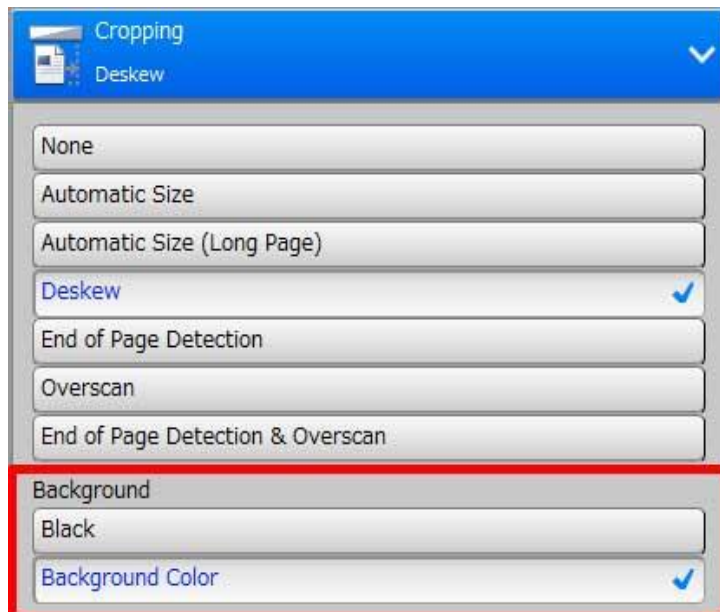 Cropping
Deskew
None
Automatic Size
Automatic Size (Long Page)
Deskew
End of Page Detection
Overscan
End of Page Detection & Overscan
Background
Black
Background Color